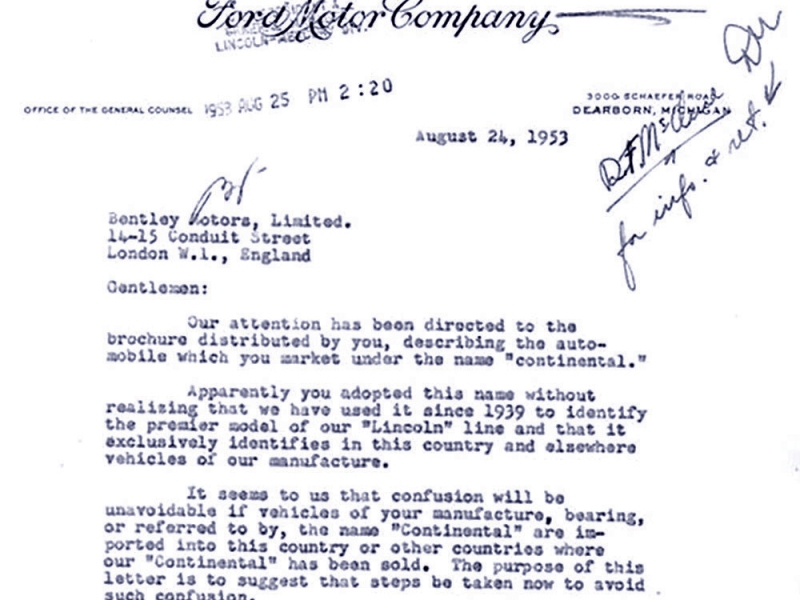 Ford Motor Company
LINCOLN-
OFFICE OF THE GENERAL COUNSEL
1953 AUG 25 PM 2:20
3000 SCHAEFER ROAD
DEARBORN, MICHIGAN
August 24, 1953
for info. & ret.
Bentley Motors, Limited.
14-15 Conduit Street
London W.1., England
Gentlemen:
Our attention has been directed to the
brochure distributed by you, describing the auto-
mobile which you market under the name "continental."
Apparently you adopted this name without
realizing that we have used it since 1939 to identify
the premier model of our "Lincoln" line and that it
exclusively identifies in this country and elsewhere
vehicles of our manufacture.
It seems to us that confusion will be
unavoidable if vehicles of your manufacture, bearing,
or referred to by, the name "Continental" are im-
ported into this country or other countries where
our "Continental" has been sold. The purpose of this
letter is to suggest that steps be taken now to avoid
such confusion.